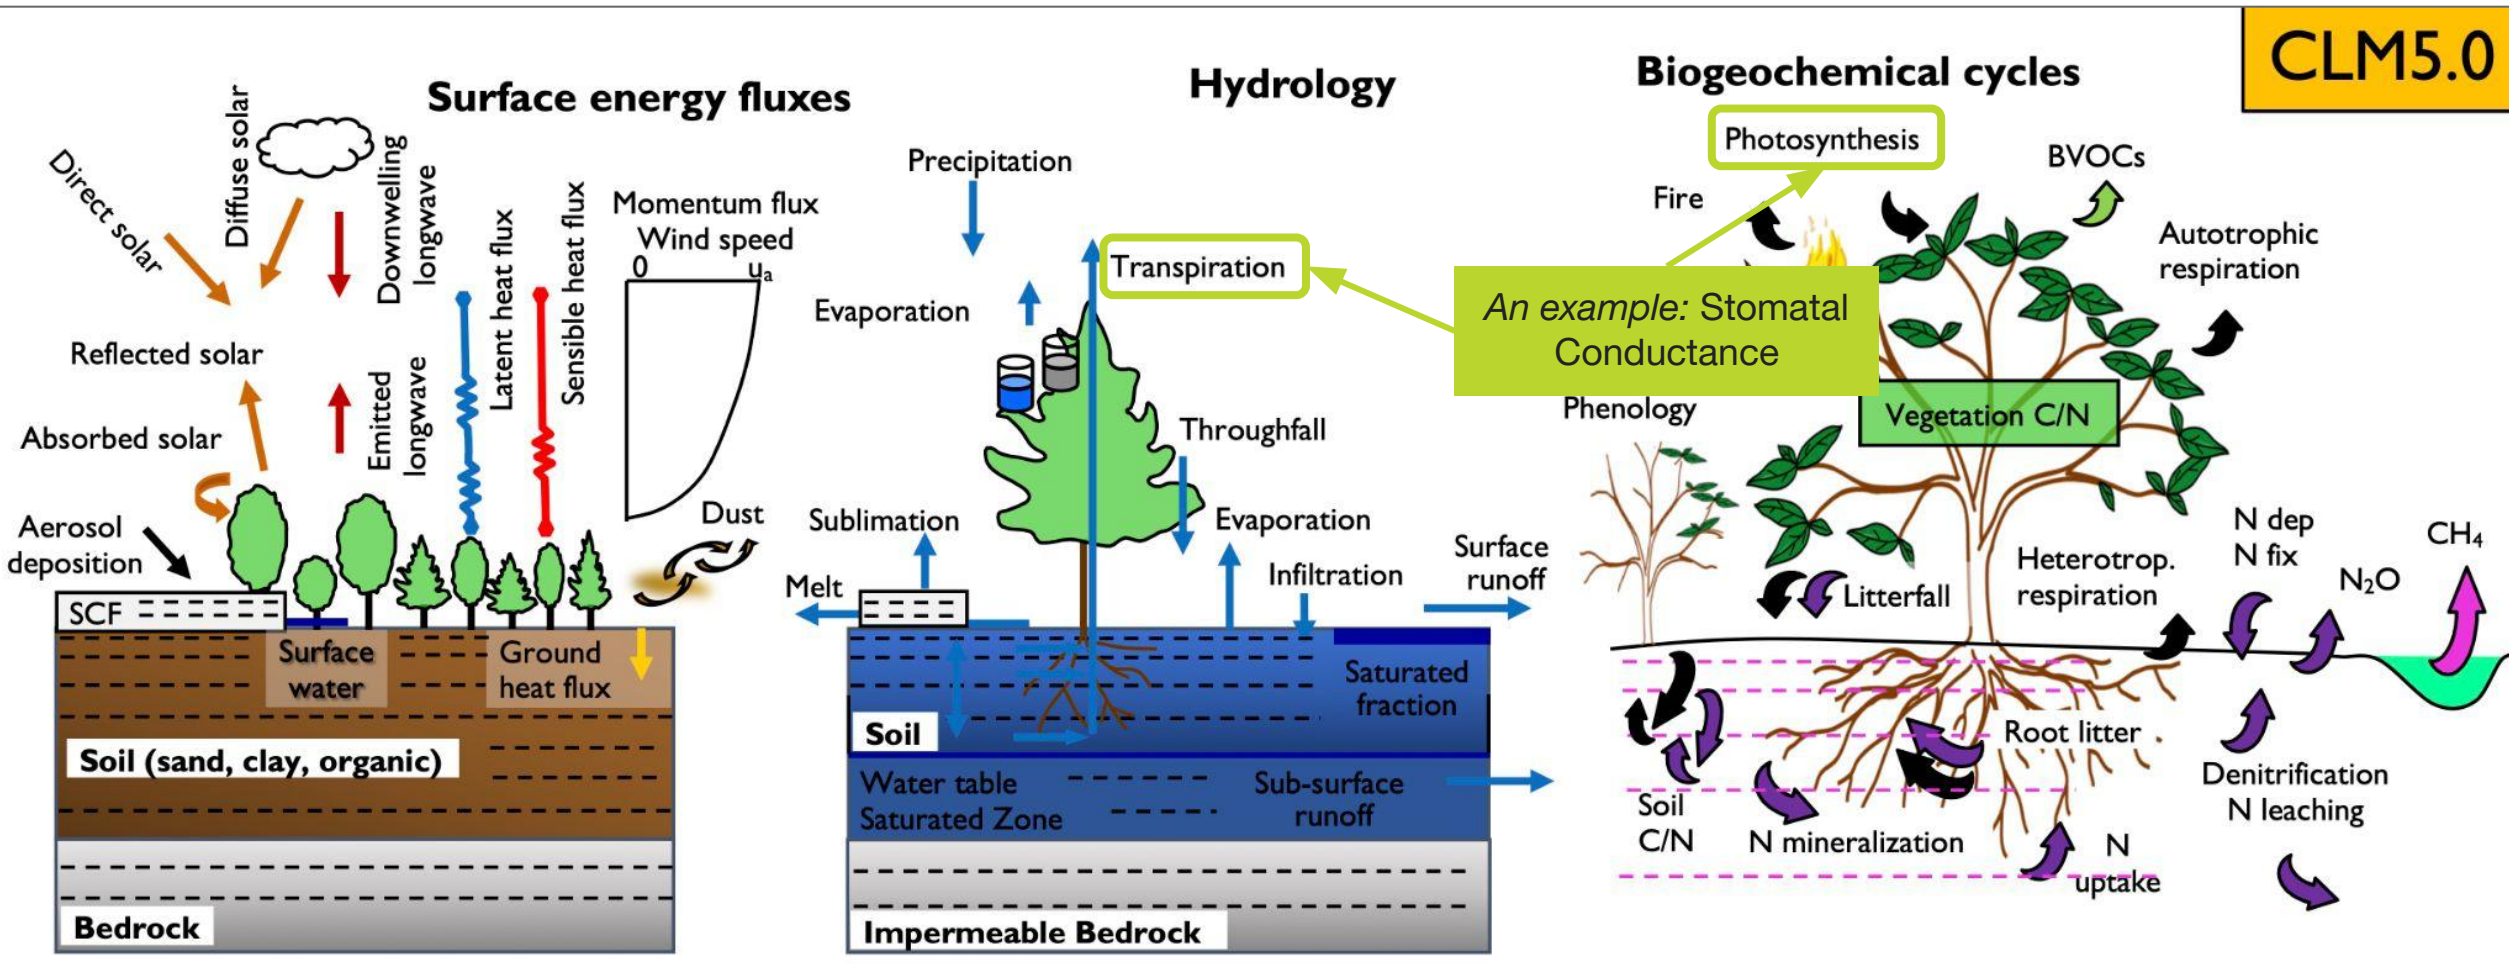 CLM5.0
Surface energy fluxes
Direct solar
Diffuse solar
Downwelling
longwave
Latent heat flux
Sensible heat flux
Momentum flux
Wind speed
0
ua
Reflected solar
Absorbed solar
Emitted
longwave
Aerosol
deposition
Dust
SCF
Surface
water
Ground
heat flux
Soil (sand, clay, organic)
Bedrock
Hydrology
Precipitation
Transpiration
Evaporation
Throughfall
Sublimation
Evaporation
Melt
Infiltration
Surface
runoff
Saturated
fraction
Soil
Water table
Saturated Zone
Sub-surface
runoff
Impermeable Bedrock
Biogeochemical cycles
Photosynthesis
BVOCs
Fire
Autotrophic
respiration
An example: Stomatal
Conductance
Phenology
Vegetation C/N
N dep
N fix
CH4
Heterotrop.
respiration
N2O
Litterfall
Root litter
Denitrification
N leaching
Soil
C/N
N mineralization
N
uptake